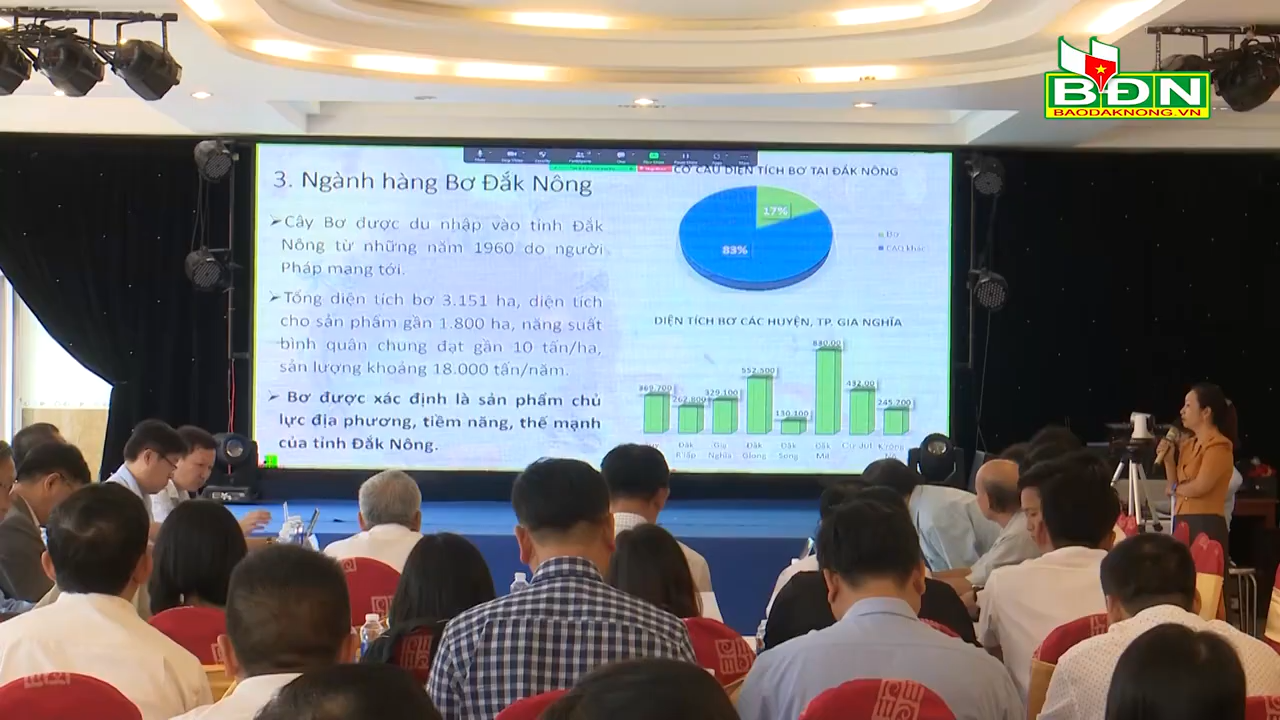 BĐN
BAODAKNONG.VN
3. Ngành hàng Bơ Đắk Nông
➢Cây Bơ được du nhập vào tỉnh Đắk
Nông từ những năm 1960 do người
Pháp mang tới.
➢Tổng diện tích bơ 3.151 ha, diện tích
cho sản phẩm gần 1.800 ha, năng suất
bình quân chung đạt gần 10 tấn/ha,
sản lượng khoảng 18.000 tấn/năm.
➢ Bơ được xác định là sản phẩm chủ
lực địa phương, tiềm năng, thế mạnh
của tỉnh Đắk Nông.
CƠ CẤU DIỆN TÍCH BƠ TẠI ĐẮK NÔNG
17%
83%
Bơ
CAQ khác
DIỆN TÍCH BƠ CÁC HUYỆN, TP. GIA NGHĨA
369,700
262,800
329,100
552,500
130,100
830,00
432,00
245,700
Đắk R'lấp
Gia Nghĩa
Đắk Glong
Đắk Song
Đắk Mil
Cư Jút
Krông